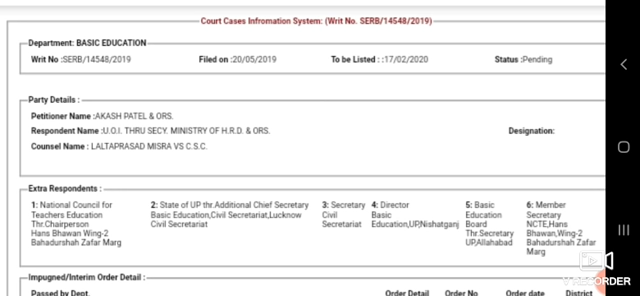 Court Cases Infromation System: (Writ No. SERB/14548/2019)
Department: BASIC EDUCATION
Writ No :SERB/14548/2019 Filed on :20/05/2019 To be Listed : :17/02/2020 Status :Pending
Party Details :
Petitioner Name :AKASH PATEL & ORS.
Respondent Name :U.O.I. THRU SECY. MINISTRY OF H.R.D. & ORS. Designation:
Counsel Name : LALTAPRASAD MISRA VS C.S.C.
Extra Respondents :
1: National Council for Teachers Education Thr.Chairperson Hans Bhawan Wing-2 Bahadurshah Zafar Marg
2: State of UP thr.Additional Chief Secretary Basic Education,Civil Secretariat,Lucknow Civil Secretariat
3: Secretary Civil Secretariat
4: Director Basic Education,UP,Nishatganj
5: Basic Education Board Thr.Secretary UP,Allahabad
6: Member Secretary NCTE,Hans Bhawan,Wing-2 Bahadurshah Zafar Marg
Impugned/Interim Order Detail :
Passed by Dept. Order Detail Order No Order date District
V RECORDER